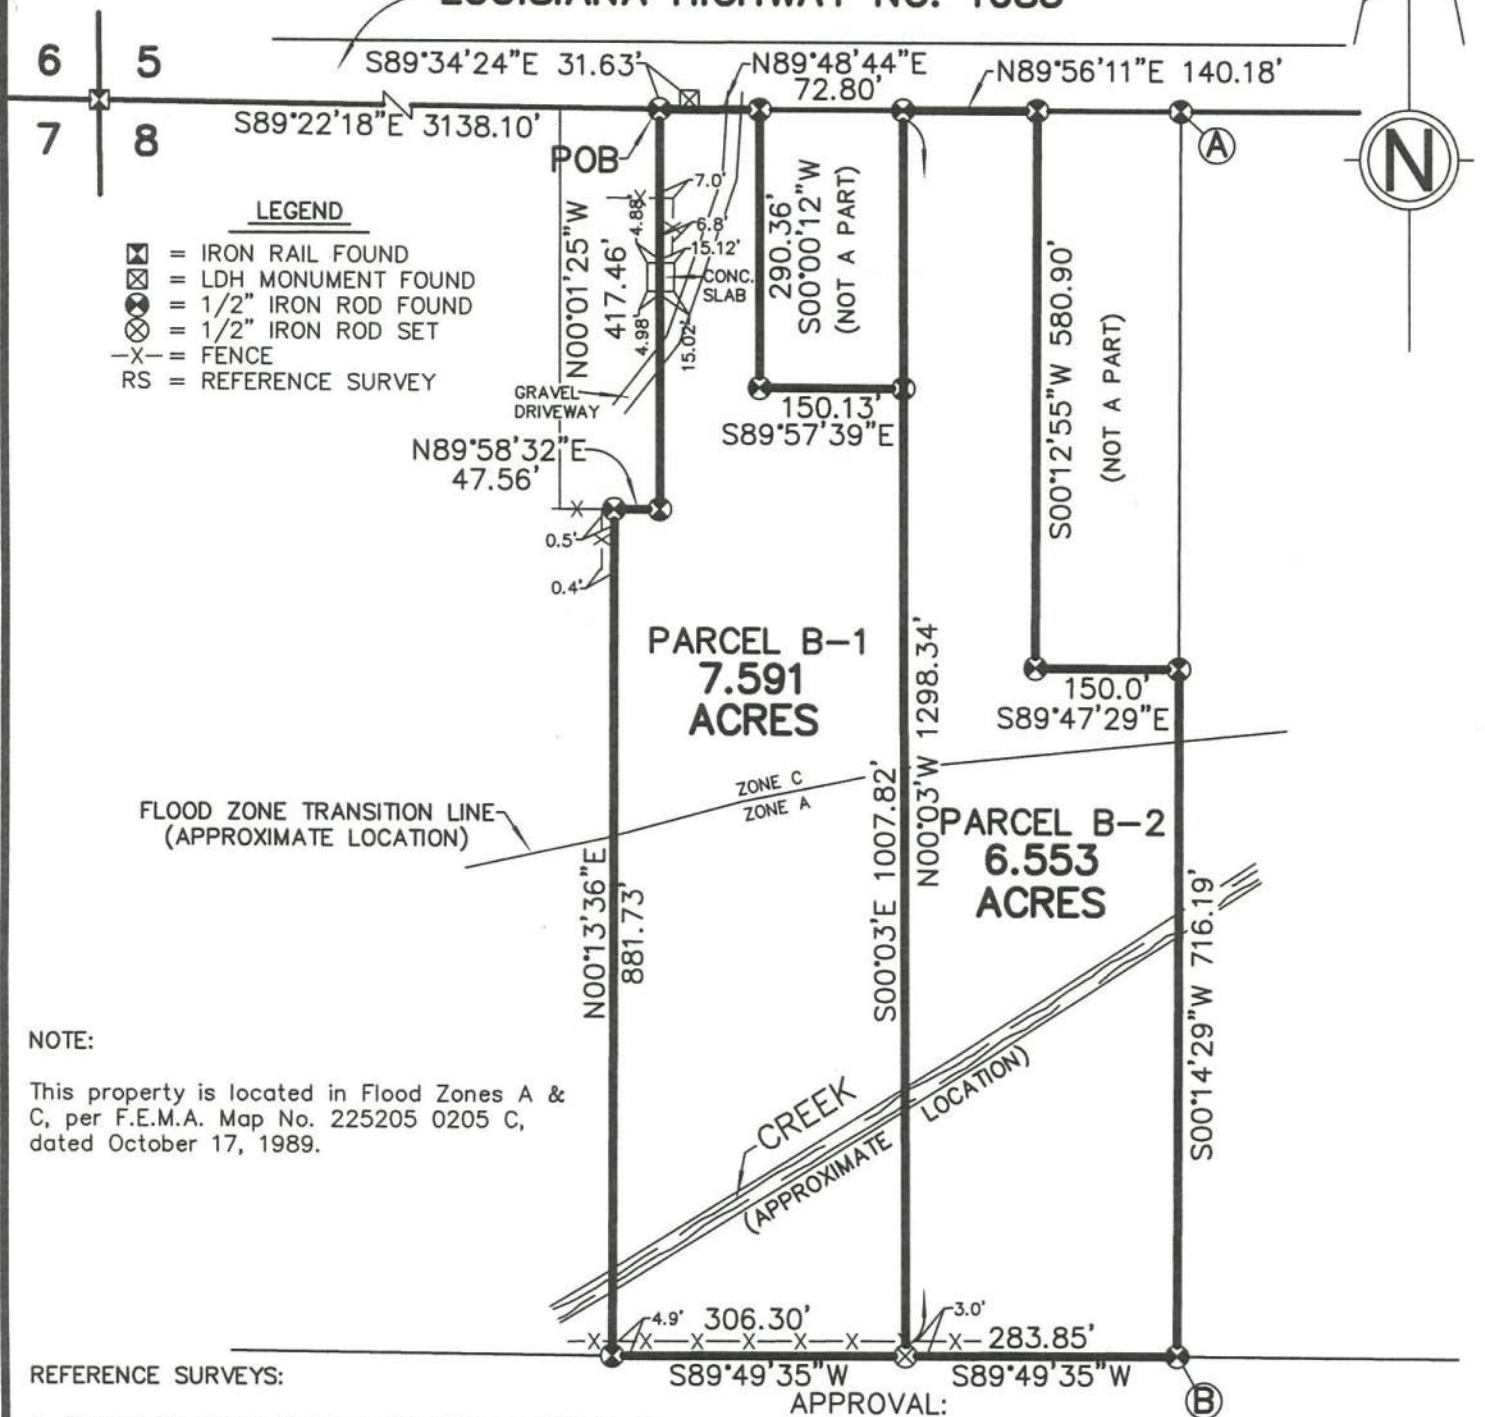 LOUISIANA HIGHWAY NO.
6
5
7
8
S89°34'24"E 31.63'
N89°48'44"E
72.80'
N89°56'11"E 140.18'
S89°22'18"E 3138.10'
POB
A
N
LEGEND
= IRON RAIL FOUND
= LDH MONUMENT FOUND
= 1/2" IRON ROD FOUND
= 1/2" IRON ROD SET
-X- = FENCE
RS = REFERENCE SURVEY
N00°01'25"W
417.46'
X
4.88'
7.0'
X
6.8'
15.12'
CONC.
SLAB
4.98'
15.02'
290.36'
S00°00'12"W
(NOT A PART)
S00°12'55"W 580.90'
(NOT A PART)
GRAVEL
DRIVEWAY
150.13'
S89°57'39"E
N89°58'32"E
47.56'
X
0.5'
X
0.4'
PARCEL B-1
7.591
ACRES
150.0'
S89°47'29"E
N00°03'W 1298.34'
S00°03'E 1007.82'
ZONE C
ZONE A
FLOOD ZONE TRANSITION LINE
(APPROXIMATE LOCATION)
PARCEL B-2
6.553
ACRES
N00°13'36"E
881.73'
S00°14'29"W 716.19'
NOTE:
This property is located in Flood Zones A &
C, per F.E.M.A. Map No. 225205 0205 C,
dated October 17, 1989.
CREEK
(APPROXIMATE LOCATION)
4.9' 306.30'
3.0'
283.85'
X X X X X X X
S89°49'35"W
S89°49'35"W
B
REFERENCE SURVEYS:
APPROVAL: